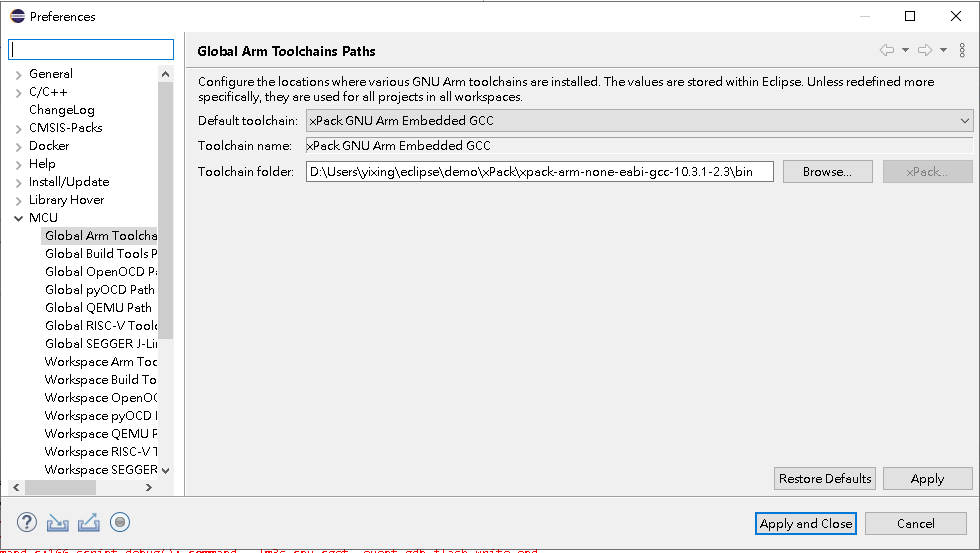 Preferences
Global Arm Toolchains Paths
General
C/C++
ChangeLog
CMSIS-Packs
Docker
Help
Install/Update
Library Hover
MCU
Global Arm Toolcha
Global Build Tools P
Global OpenOCD Pa
Global pyOCD Path
Global QEMU Path
Global RISC-V Toolc
Global SEGGER J-Lin
Workspace Arm Too
Workspace Build To
Workspace OpenOC
Workspace pyOCD P
Workspace QEMU P
Workspace RISC-V T
Workspace SEGGER
Configure the locations where various GNU Arm toolchains are installed. The values are stored within Eclipse. Unless redefined more
specifically, they are used for all projects in all workspaces.
Default toolchain: xPack GNU Arm Embedded GCC
Toolchain name: xPack GNU Arm Embedded GCC
Toolchain folder: D:\Users\yixing\eclipse\demo\xPack\xpack-arm-none-eabi-gcc-10.3.1-2.3\bin Browse... xPack...
Restore Defaults Apply
Apply and Close Cancel